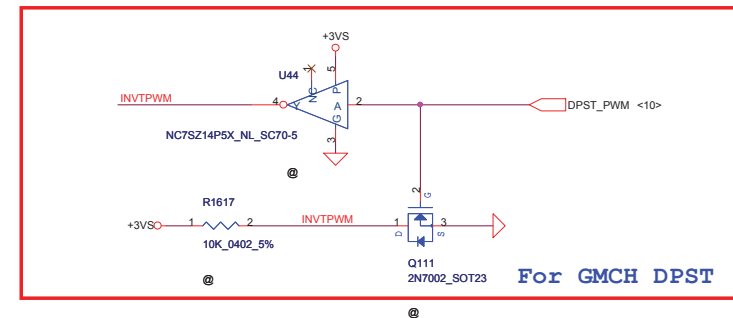 +3VS
U44
1
5
NC
P
INVTPWM
4
Y
A
2
DPST_PWM <10>
G
3
NC7SZ14P5X_NL_SC70-5
@
2
G
R1617
+3VS
1
2
INVTPWM
1
3
D
S
10K_0402_5%
Q111
2N7002_SOT23
For GMCH DPST
@
@